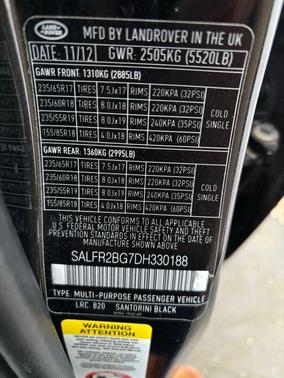 LAND ROVER
MFD BY LANDROVER IN THE UK
DATE: 11/12 GWR: 2505KG (5520LB)
GAWR FRONT: 1310KG (2885LB)
235/65R17 TIRES 7.5Jx17 RIMS 220KPA (32PSI)
235/60R18 TIRES 8.0Jx18 RIMS 220KPA (32PSI)
235/55R19 TIRES 8.0Jx19 RIMS 240KPA (35PSI)
155/85R18 TIRES 4.0Jx18 RIMS 420KPA (60PSI)
COLD
SINGLE
GAWR REAR: 1360KG (2995LB)
235/65R17 TIRES 7.5Jx17 RIMS 220KPA (32PSI)
235/60R18 TIRES 8.0Jx18 RIMS 220KPA (32PSI)
235/55R19 TIRES 8.0Jx19 RIMS 240KPA (35PSI)
155/85R18 TIRES 4.0Jx18 RIMS 420KPA (60PSI)
COLD
SINGLE
THIS VEHICLE CONFORMS TO ALL APPLICABLE
U.S. FEDERAL MOTOR VEHICLE SAFETY AND THEFT
PREVENTION STANDARDS IN EFFECT ON THE DATE OF
MANUFACTURE SHOWN ABOVE.
SALFR2BG7DH330188
TYPE: MULTI-PURPOSE PASSENGER VEHICLE
LRC 820 SANTORINI BLACK
WARNING
ATTENTION